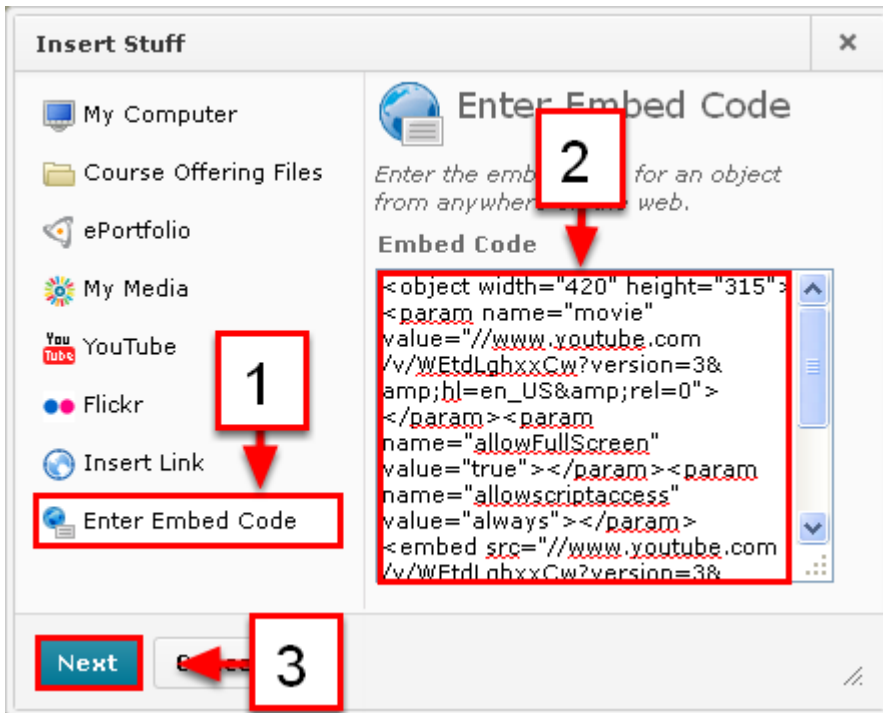 Insert Stuff
My Computer
Course Offering Files
ePortfolio
My Media
You
Tube YouTube
Flickr
Insert Link
Enter Embed Code
1
Enter Embed Code
2
Enter the for an object
from anywhere on the web.
Embed Code
<object width="420" height="315">
<param name="movie"
value="//www.youtube.com
/v/WEtdLghxxCw?version=3&
amp;hl=en_US&amp;rel=0">
</param><param
name="allowFullScreen"
value="true"></param><param
name="allowscriptaccess"
value="always"></param>
<embed src="//www.youtube.com
/v/WEtdLghxxCw?version=3&
Next
3